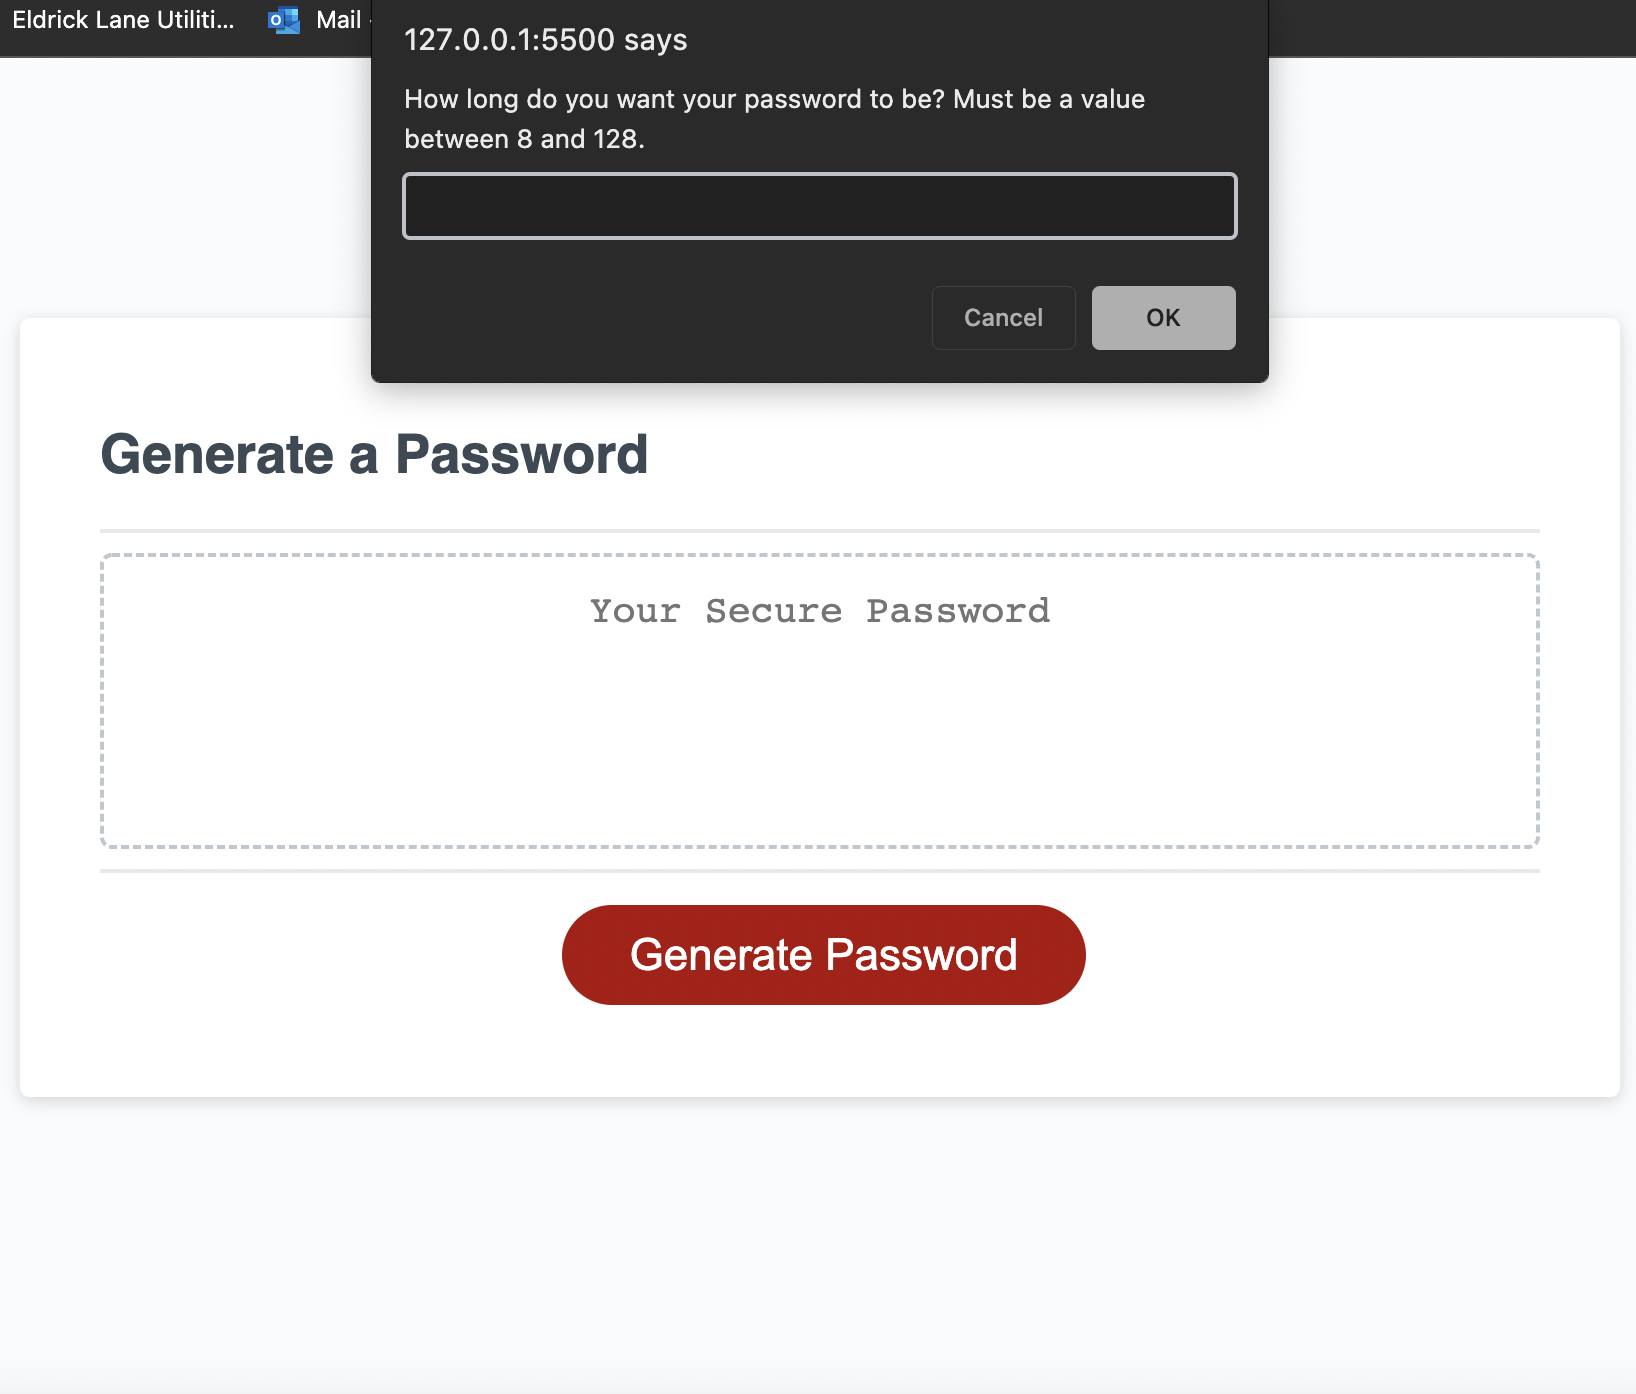 Eldrick Lane Utiliti... Mail
127.0.0.1:5500 says
How long do you want your password to be? Must be a value
between 8 and 128.
Cancel OK
Generate a Password
Your Secure Password
Generate Password